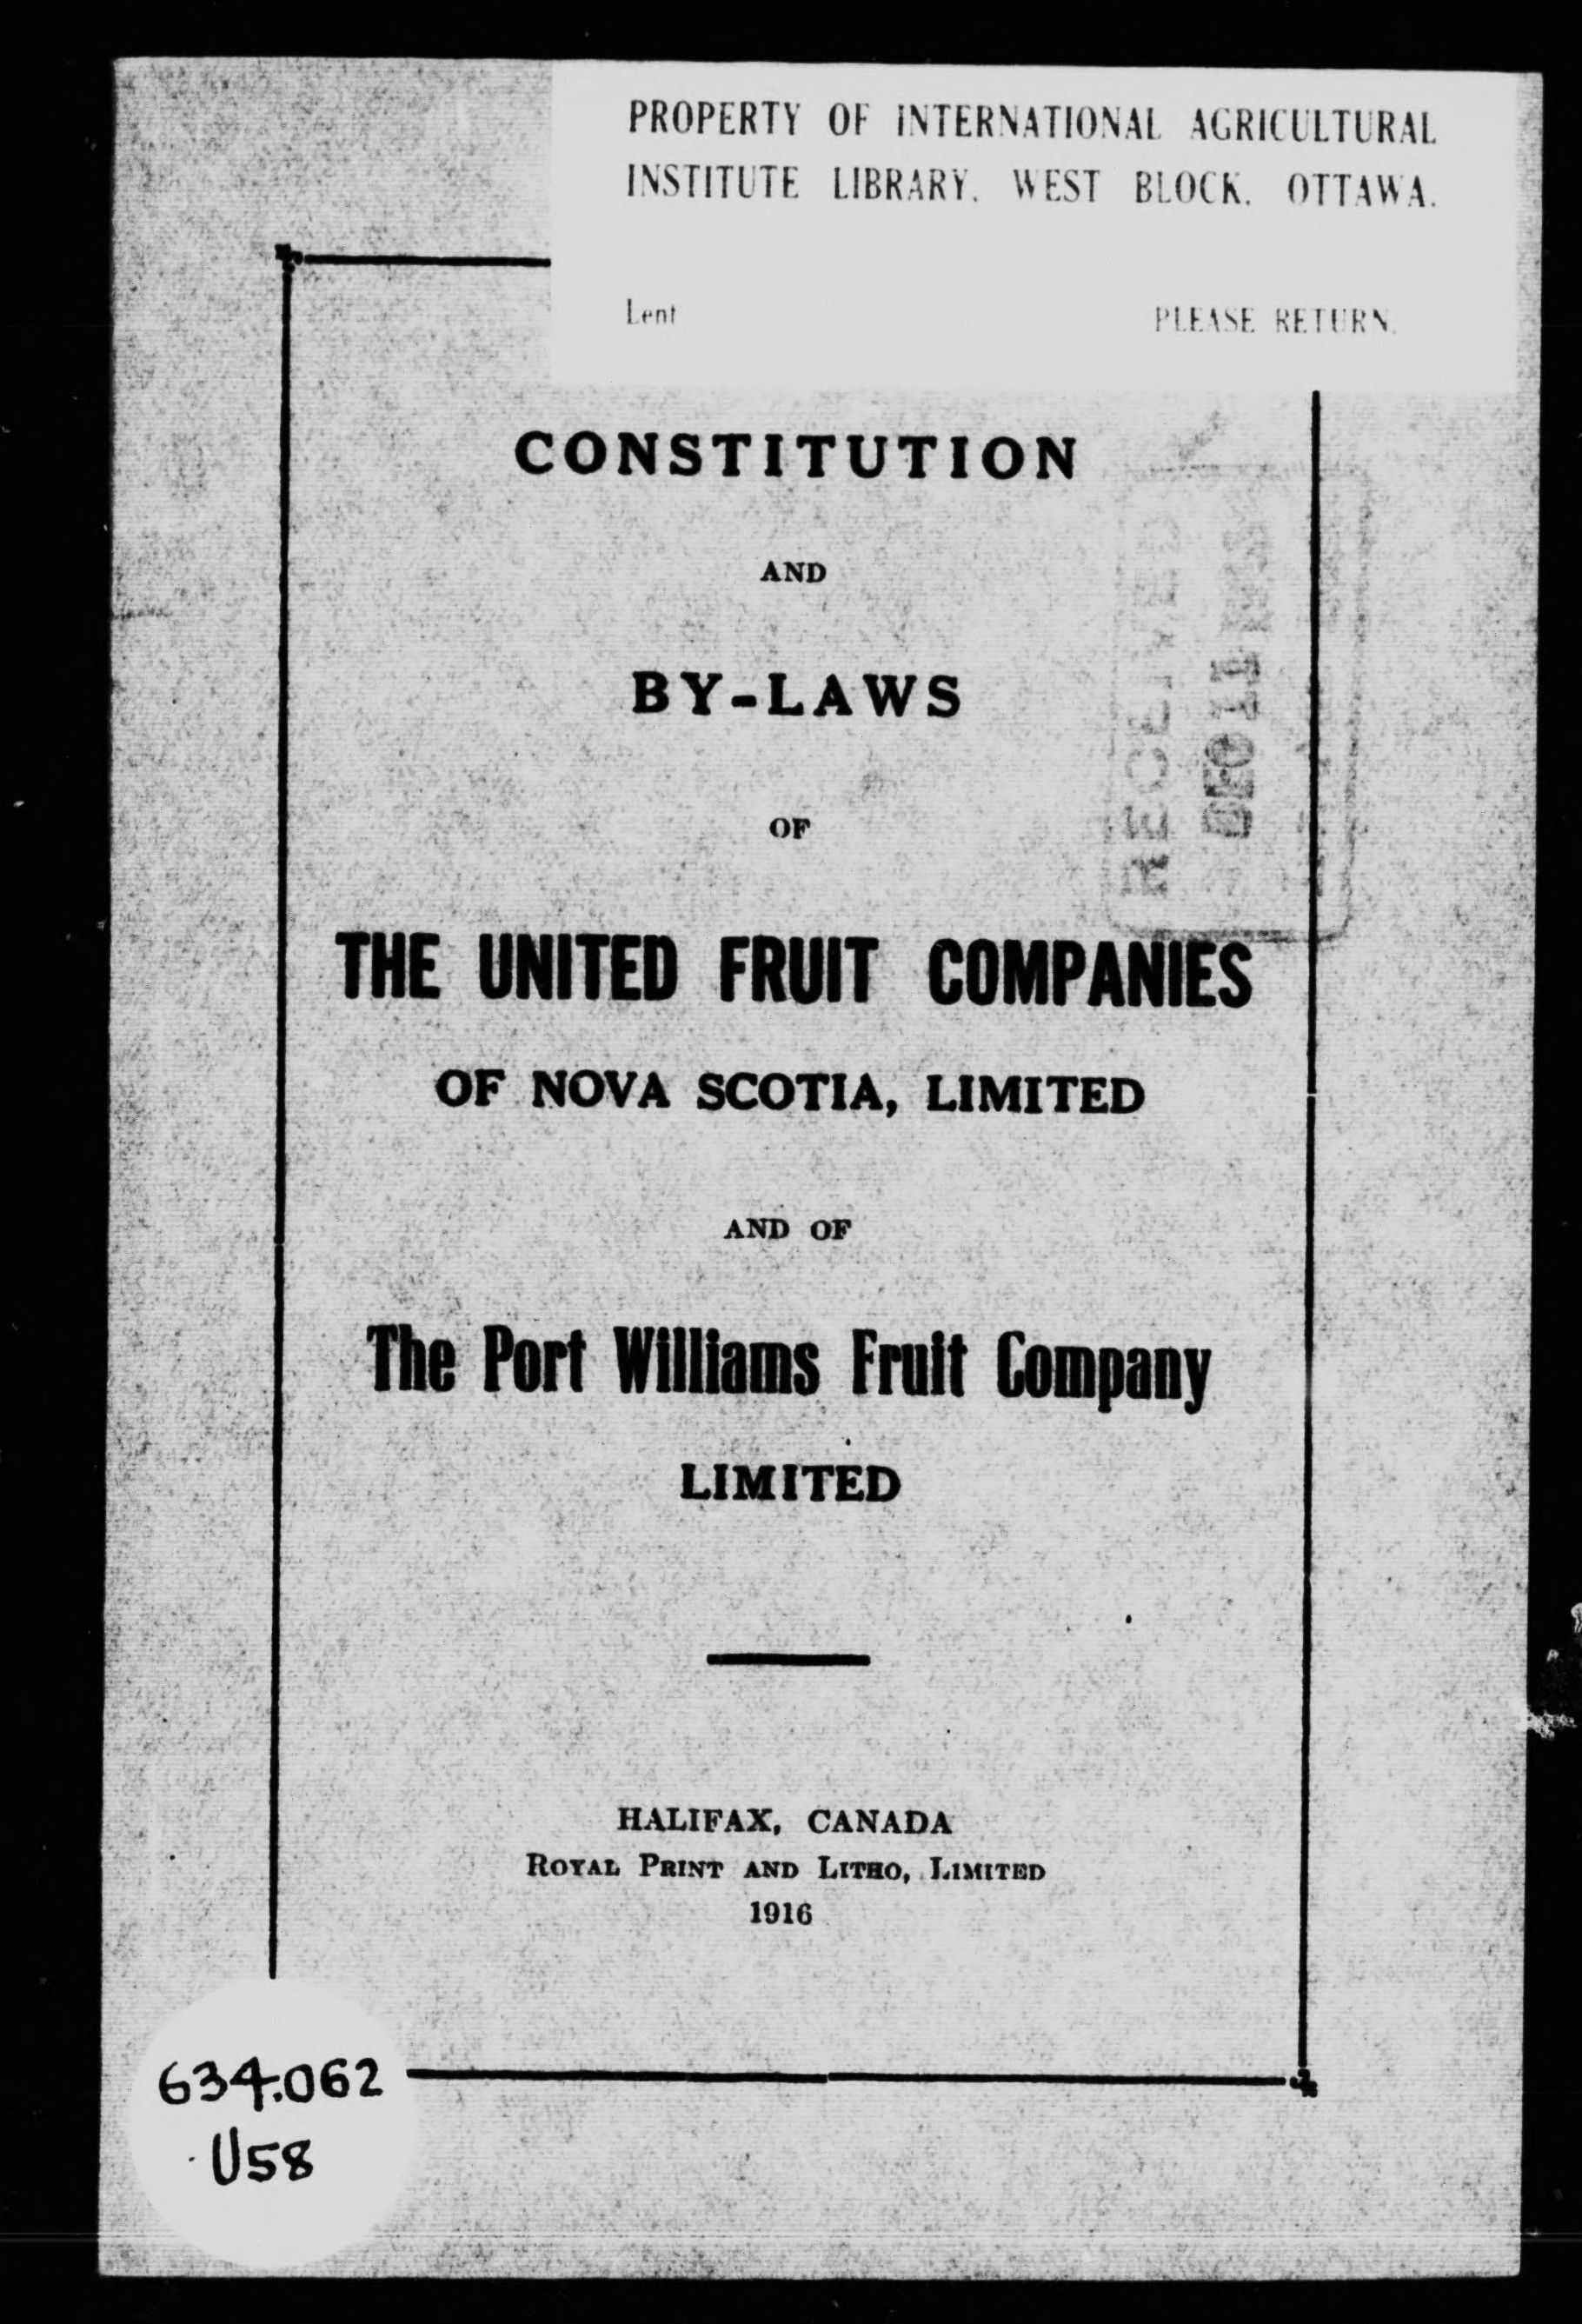 PROPERTY OF INTERNATIONAL AGRICULTURAL
INSTITUTE LIBRARY. WEST BLOCK. OTTAWA.
Lent PLEASE RETURN.
CONSTITUTION
AND
BY-LAWS
OF
THE UNITED FRUIT COMPANIES
OF NOVA SCOTIA, LIMITED
AND OF
The Port Williams Fruit Company
LIMITED
HALIFAX, CANADA
ROYAL PRINT AND LITHO, LIMITED
1916
RECEIVED
634.062
U58